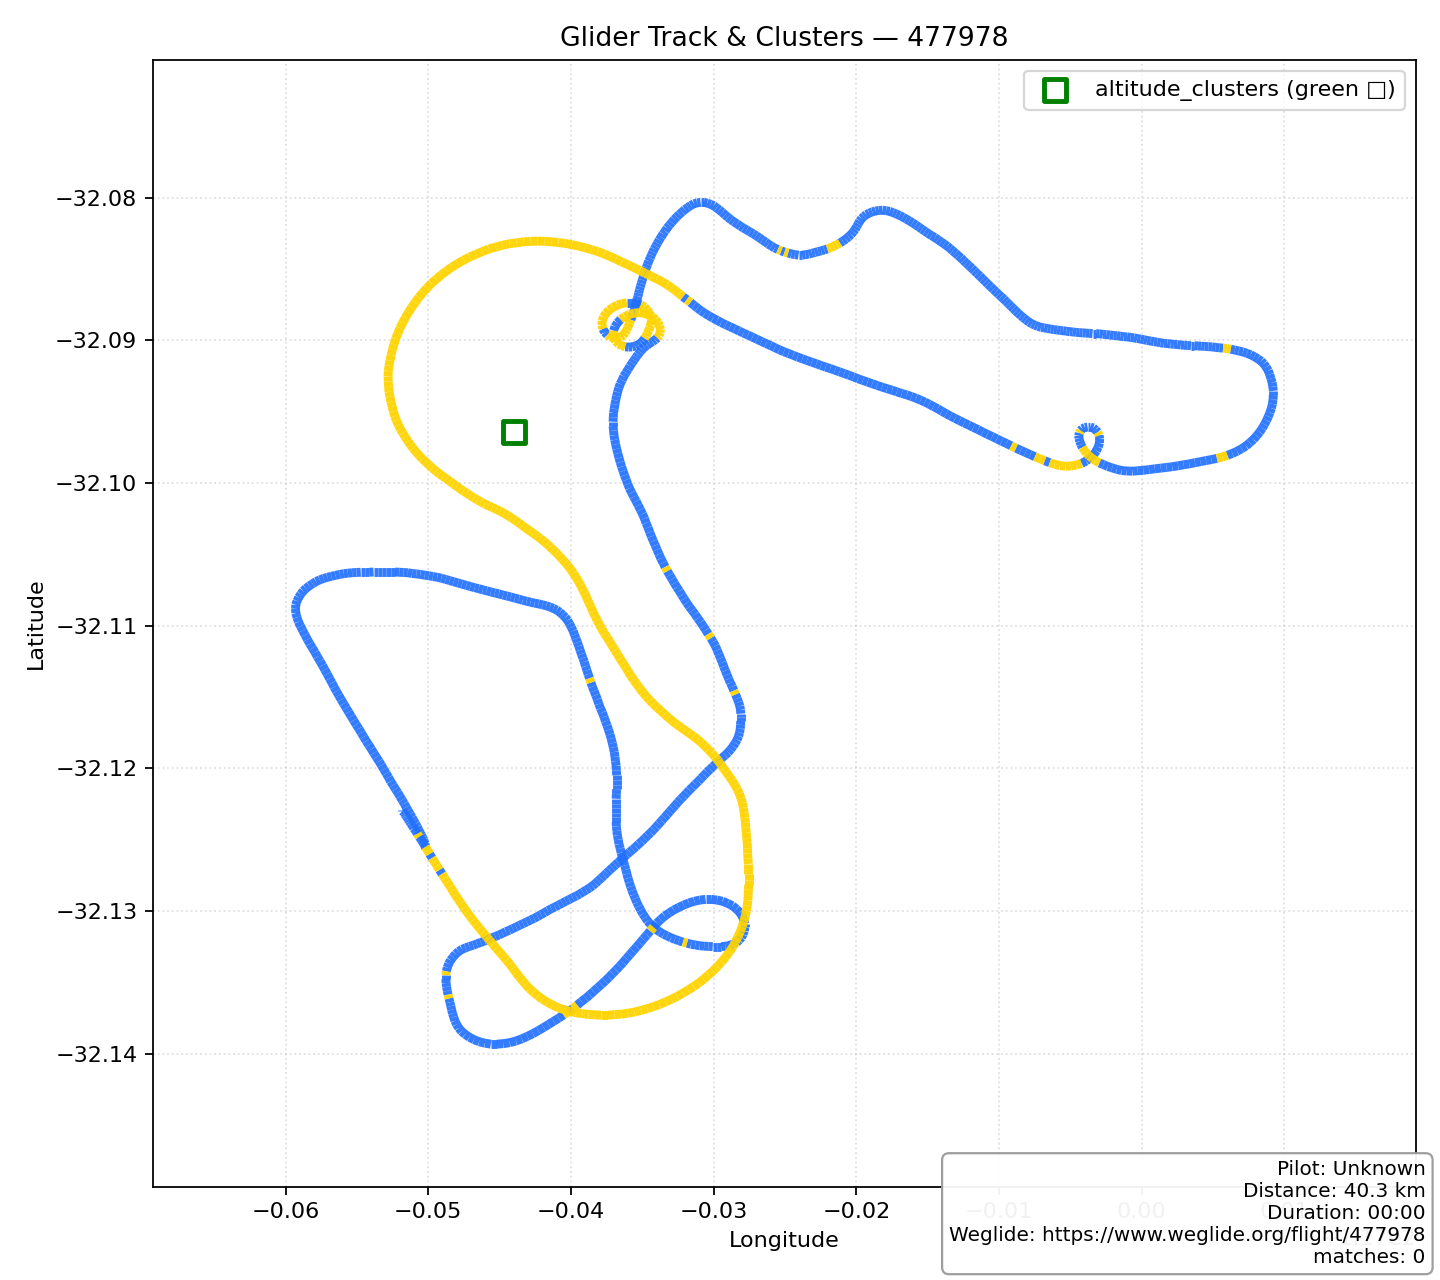 Glider Track & Clusters — 477978
altitude_clusters (green □)
−32.08
−32.09
−32.10
−32.11
−32.12
−32.13
−32.14
Latitude
−0.06
−0.05
−0.04
−0.03
−0.02
−0.01
0.00
Longitude
Pilot: Unknown
Distance: 40.3 km
Duration: 00:00
Weglide: https://www.weglide.org/flight/477978
matches: 0